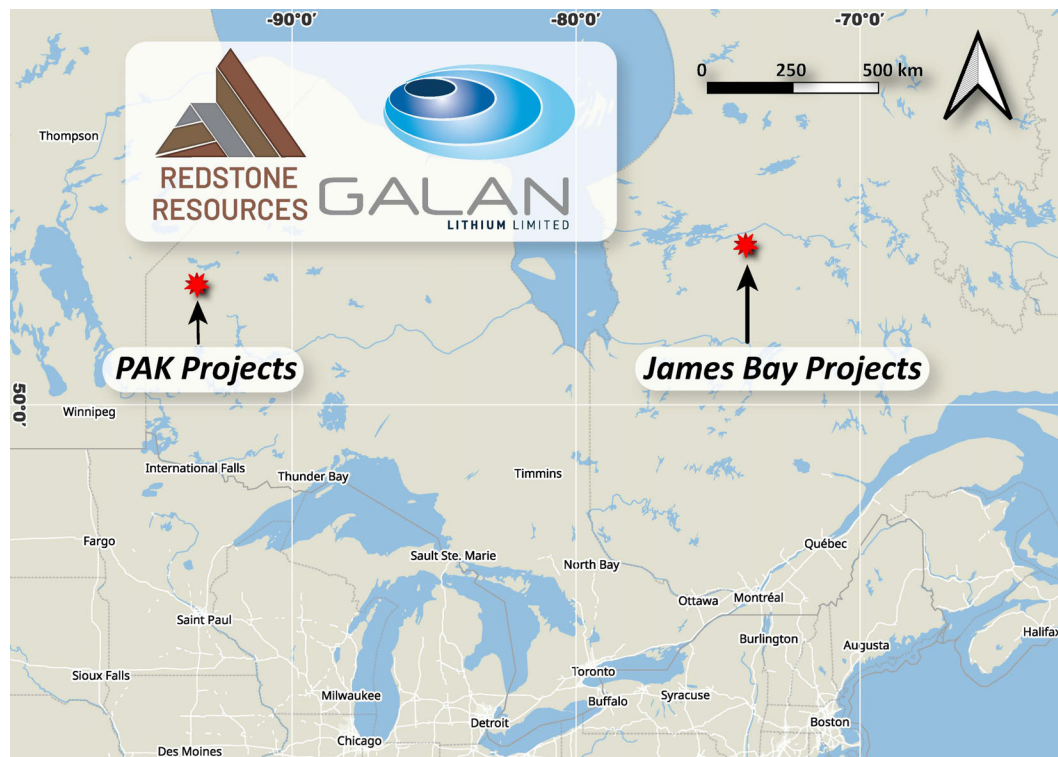 -90°0'
-80°0'
-70°0'
0 250 500 km
Thompson
REDSTONE
RESOURCES
GALAN
LITHIUM LIMITED
PAK Projects
James Bay Projects
50°0'
Winnipeg
International Falls
Thunder Bay
Timmins
Fargo
Sault Ste. Marie
North Bay
Québec
Ottawa
Montréal
Saint Paul
Burlington
Augusta
Halifax
Sioux Falls
Toronto
Milwaukee
Buffalo
Syracuse
Detroit
Boston
Chicago
Des Moines